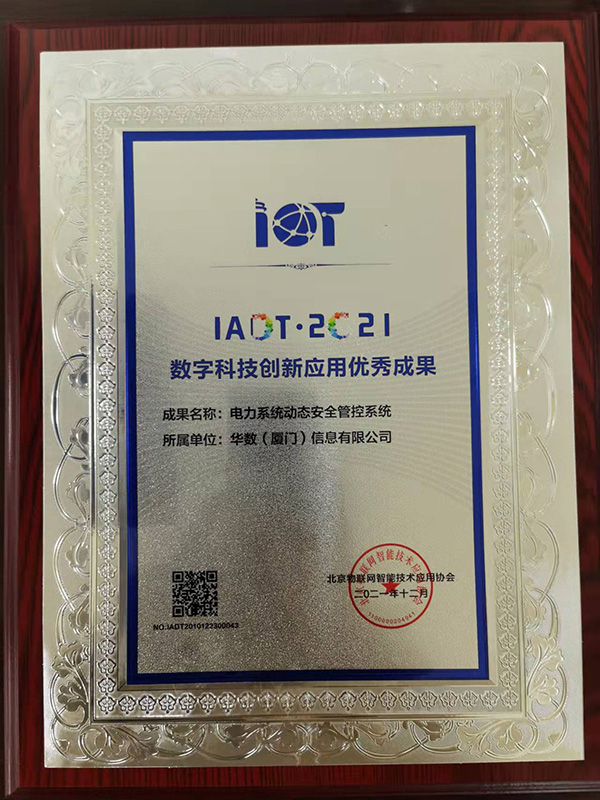 IOT
IADT·2021
数字科技创新应用优秀成果
成果名称：电力系统动态安全管控系统
所属单位：华数（厦门）信息有限公司
北京物联网智能技术应用协会
二〇二一年十二月
NO.IADT2010122300043